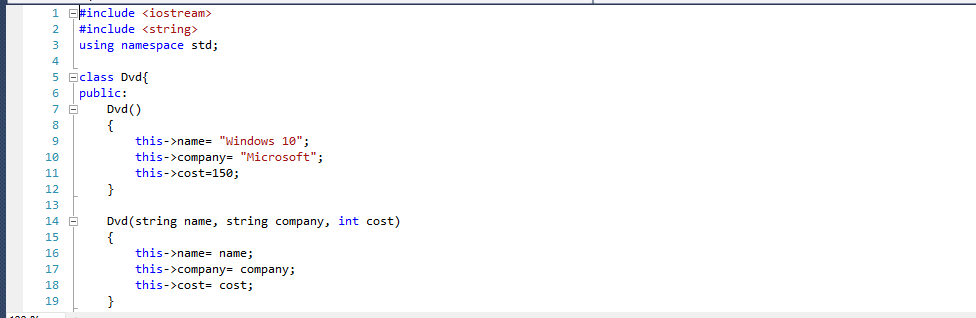 1 #include <iostream>
2 #include <string>
3 using namespace std;
4
5 class Dvd{
6 public:
7 Dvd()
8 {
9 this->name= "Windows 10";
10 this->company= "Microsoft";
11 this->cost=150;
12 }
13
14 Dvd(string name, string company, int cost)
15 {
16 this->name= name;
17 this->company= company;
18 this->cost= cost;
19 }